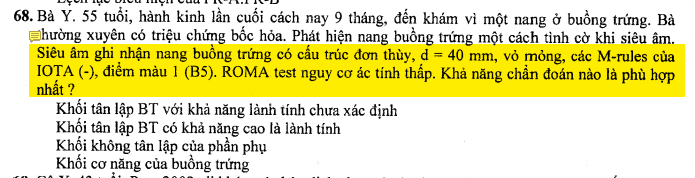 68. Bà Y. 55 tuổi, hành kinh lần cuối cách nay 9 tháng, đến khám vì một nang ở buồng trứng. Bà
thường xuyên có triệu chứng bốc hỏa. Phát hiện nang buồng trứng một cách tình cờ khi siêu âm.
Siêu âm ghi nhận nang buồng trứng có cấu trúc đơn thùy, d = 40 mm, vỏ mỏng, các M-rules của
IOTA (-), điểm màu 1 (B5). ROMA test nguy cơ ác tính thấp. Khả năng chẩn đoán nào là phù hợp
nhất ?
Khối tân lập BT với khả năng lành tính chưa xác định
Khối tân lập BT có khả năng cao là lành tính
Khối không tân lập của phần phụ
Khối cơ năng của buồng trứng